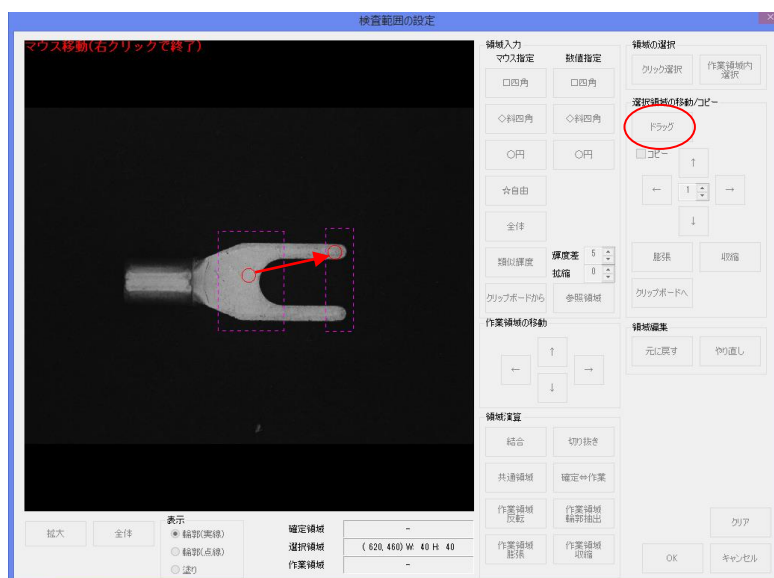 検査範囲の設定
マウス移動(右クリックで終了)
領域入力
マウス指定
数値指定
□四角
□四角
◇斜四角
◇斜四角
○円
○円
☆自由
全体
類似輝度
輝度差 5
拡縮 0
クリップボードから
参照領域
作業領域の移動
↑
←
→
↓
領域演算
結合
切り抜き
共通領域
確定⇔作業
作業領域
反転
作業領域
輪郭抽出
作業領域
膨張
作業領域
収縮
領域の選択
クリック選択
作業領域内
選択
選択領域の移動/コピー
ドラッグ
コピー
↑
←
1
→
↓
膨張
収縮
クリップボードへ
領域編集
元に戻す
やり直し
クリア
OK
キャンセル
拡大
全体
表示
輪郭(実線)
輪郭(点線)
塗り
確定領域 -
選択領域 ( 620, 460) W: 40 H: 40
作業領域 -